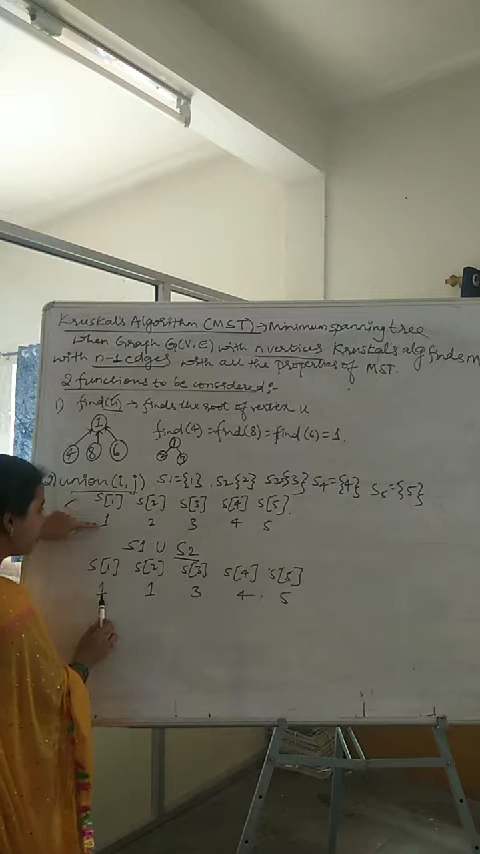 Kruskal's Algorithm (MST) → Minimum spanning tree
When Graph G(V,E) with n vertices Kruskals alg finds M
with n-1 edges with all the properties of MST.
2 functions to be considered:
1) find(u) → finds the root of vertex u
1
4 8 6
find(4) = find(8) = find(6) = 1.
2) union(i,j) S1={1}, S2={2} S3={3} S4={4} S5={5}
S[1] S[2] S[3] S[4] S[5]
1 2 3 4 5
S1 U S2
S[1] S[2] S[3] S[4] S[5]
1 1 3 4 5